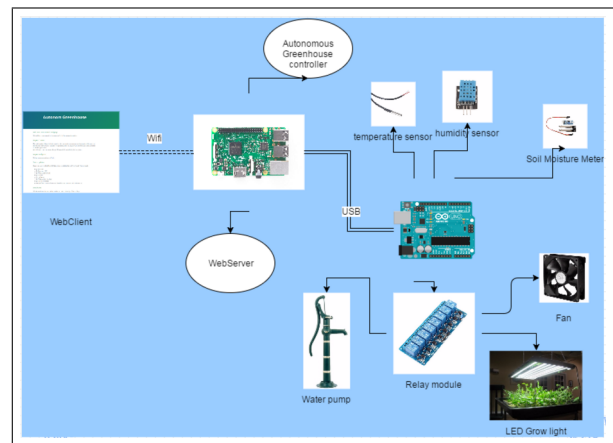 Autonomous
Greenhouse
controller
Wifi
temperature sensor
humidity sensor
Soil Moisture Meter
USB
WebClient
WebServer
Fan
Water pump
Relay module
LED Grow light